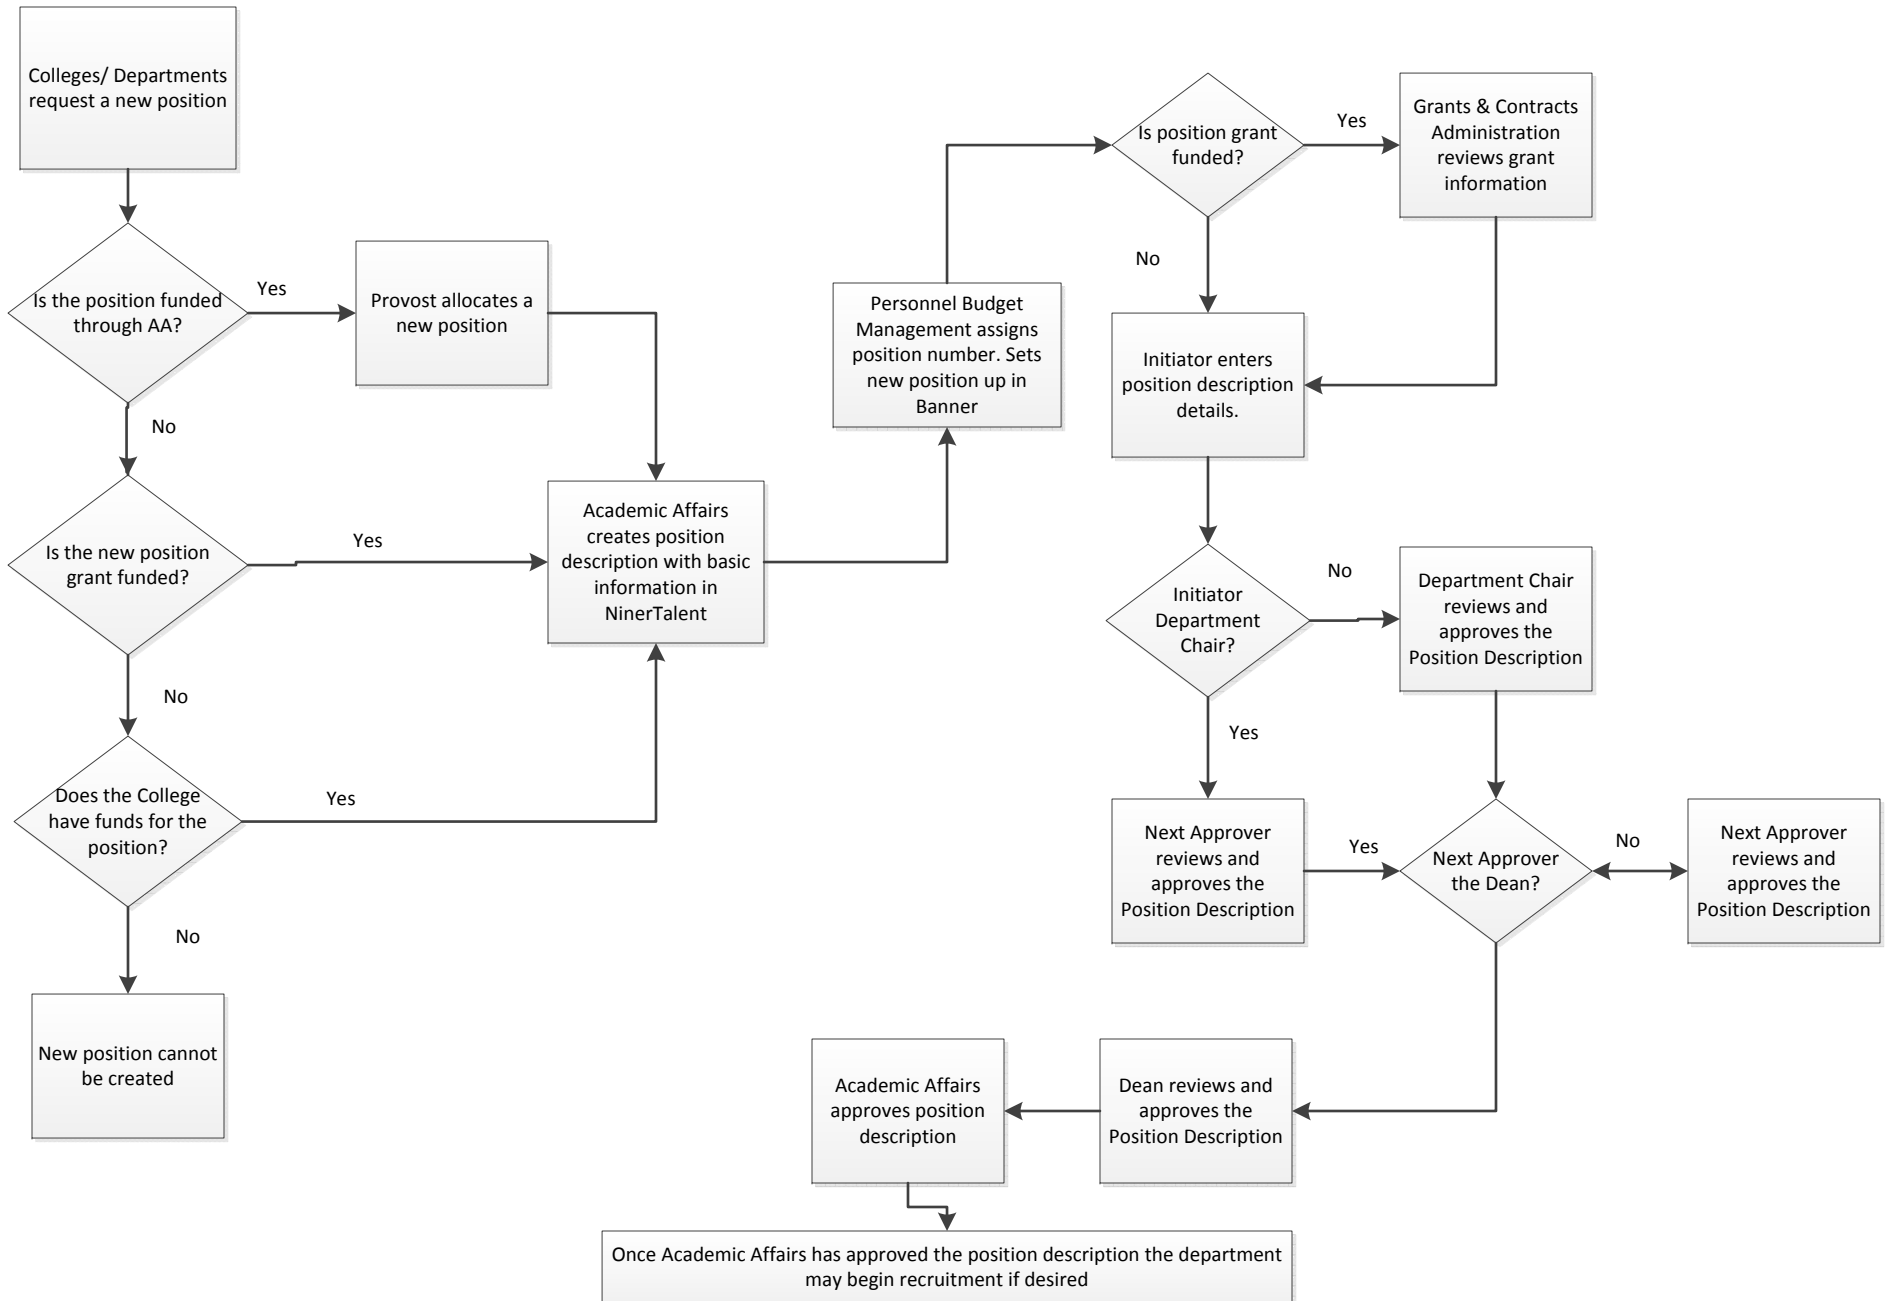 Colleges/ Departments
request a new position
Is the position funded
through AA?
Yes
Provost allocates a
new position
No
Is the new position
grant funded?
Yes
Academic Affairs
creates position
description with basic
information in
NinerTalent
No
Does the College
have funds for the
position?
Yes
No
New position cannot
be created
Personnel Budget
Management assigns
position number. Sets
new position up in
Banner
Is position grant
funded?
Yes
Grants & Contracts
Administration
reviews grant
information
No
Initiator enters
position description
details.
Initiator
Department
Chair?
No
Department Chair
reviews and
approves the
Position Description
Yes
Next Approver
reviews and
approves the
Position Description
Yes
Next Approver
the Dean?
No
Next Approver
reviews and
approves the
Position Description
Dean reviews and
approves the
Position Description
Academic Affairs
approves position
description
Once Academic Affairs has approved the position description the department
may begin recruitment if desired